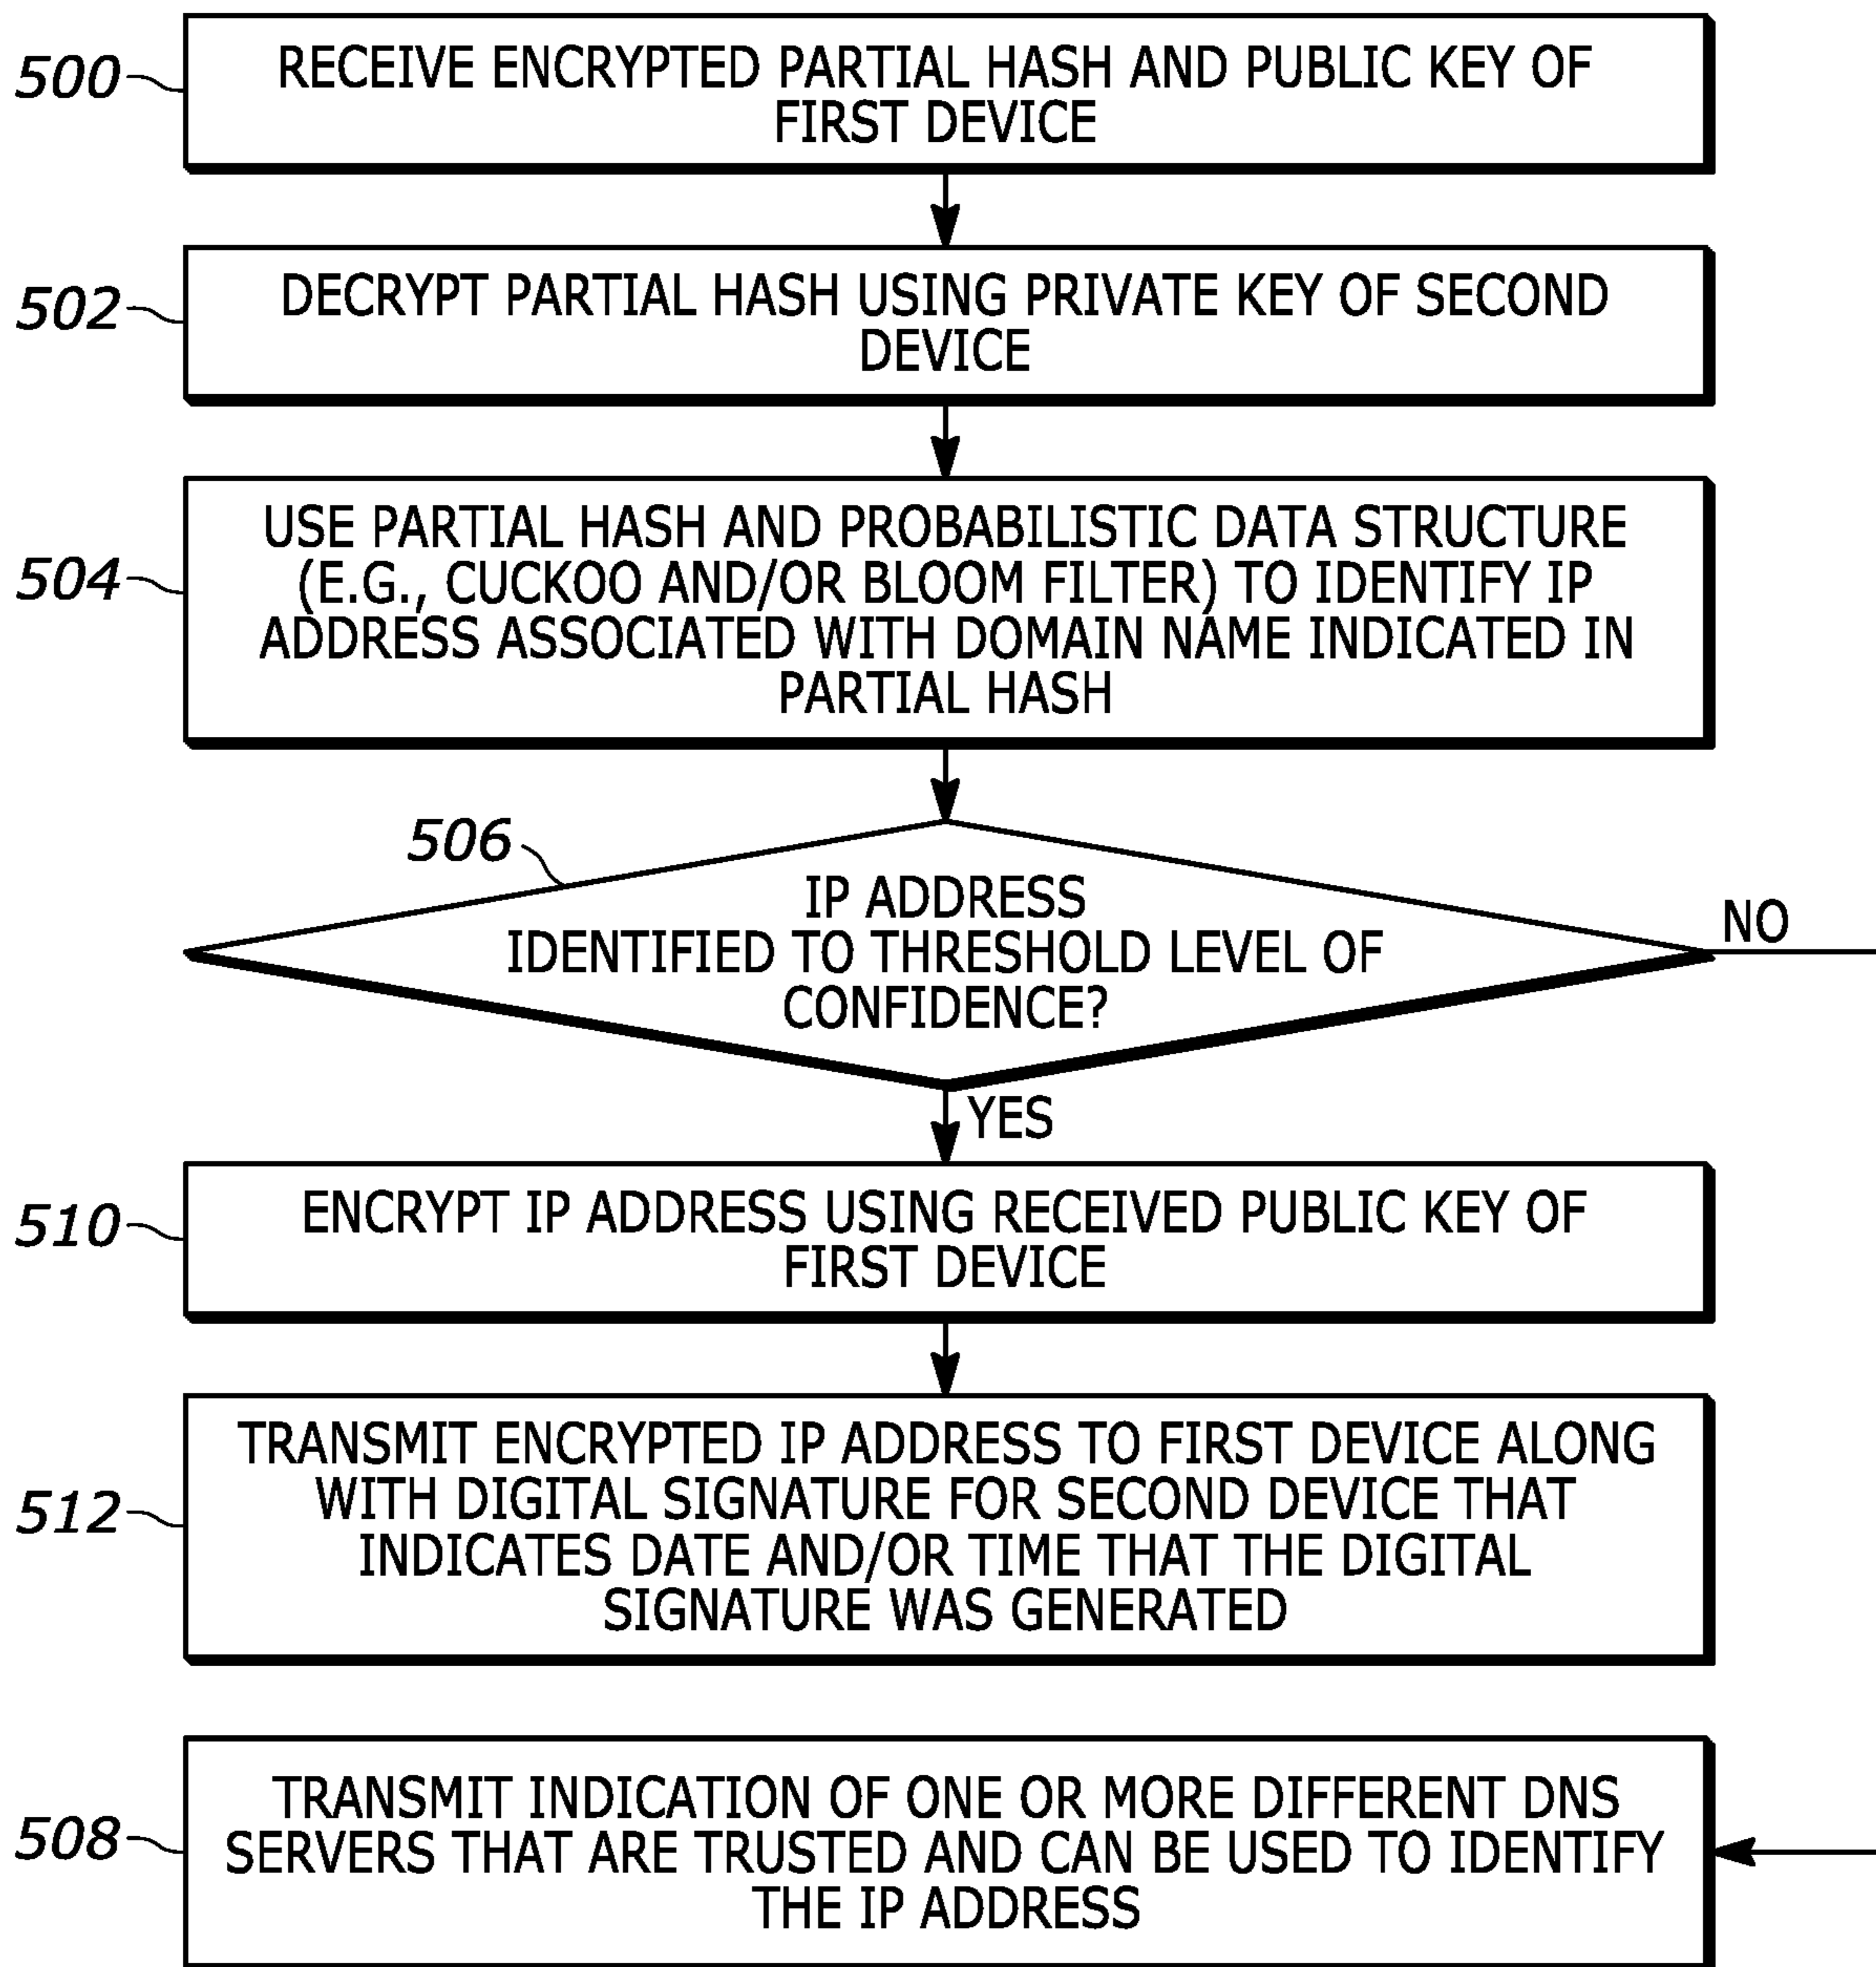 500
RECEIVE ENCRYPTED PARTIAL HASH AND PUBLIC KEY OF
FIRST DEVICE
502
DECRYPT PARTIAL HASH USING PRIVATE KEY OF SECOND
DEVICE
504
USE PARTIAL HASH AND PROBABILISTIC DATA STRUCTURE
(E.G., CUCKOO AND/OR BLOOM FILTER) TO IDENTIFY IP
ADDRESS ASSOCIATED WITH DOMAIN NAME INDICATED IN
PARTIAL HASH
506
IP ADDRESS
IDENTIFIED TO THRESHOLD LEVEL OF
CONFIDENCE?
NO
YES
510
ENCRYPT IP ADDRESS USING RECEIVED PUBLIC KEY OF
FIRST DEVICE
512
TRANSMIT ENCRYPTED IP ADDRESS TO FIRST DEVICE ALONG
WITH DIGITAL SIGNATURE FOR SECOND DEVICE THAT
INDICATES DATE AND/OR TIME THAT THE DIGITAL
SIGNATURE WAS GENERATED
508
TRANSMIT INDICATION OF ONE OR MORE DIFFERENT DNS
SERVERS THAT ARE TRUSTED AND CAN BE USED TO IDENTIFY
THE IP ADDRESS